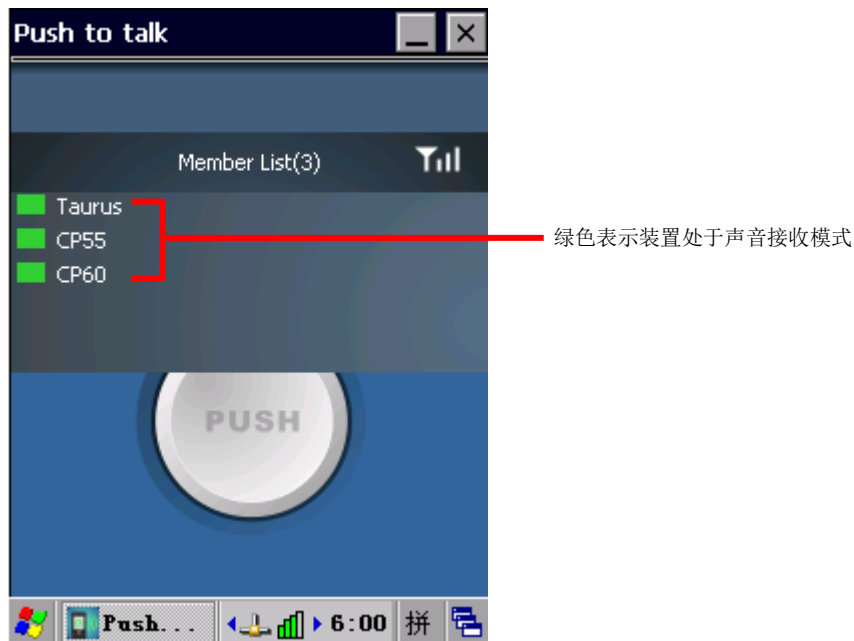 Push to talk
Member List(3)
Taurus
CP55
CP60
绿色表示装置处于声音接收模式
PUSH
Push... 6:00 拼